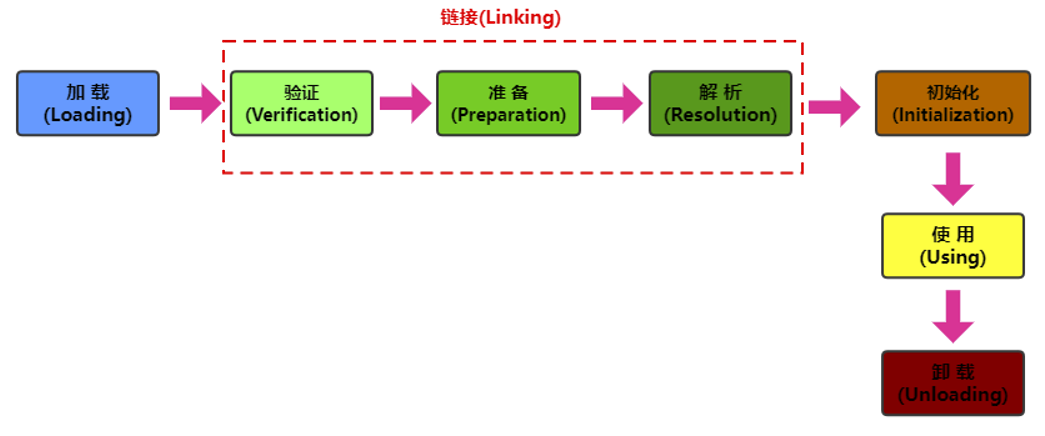 链接(Linking)
加 载
(Loading)
验证
(Verification)
准 备
(Preparation)
解 析
(Resolution)
初始化
(Initialization)
使 用
(Using)
卸 载
(Unloading)